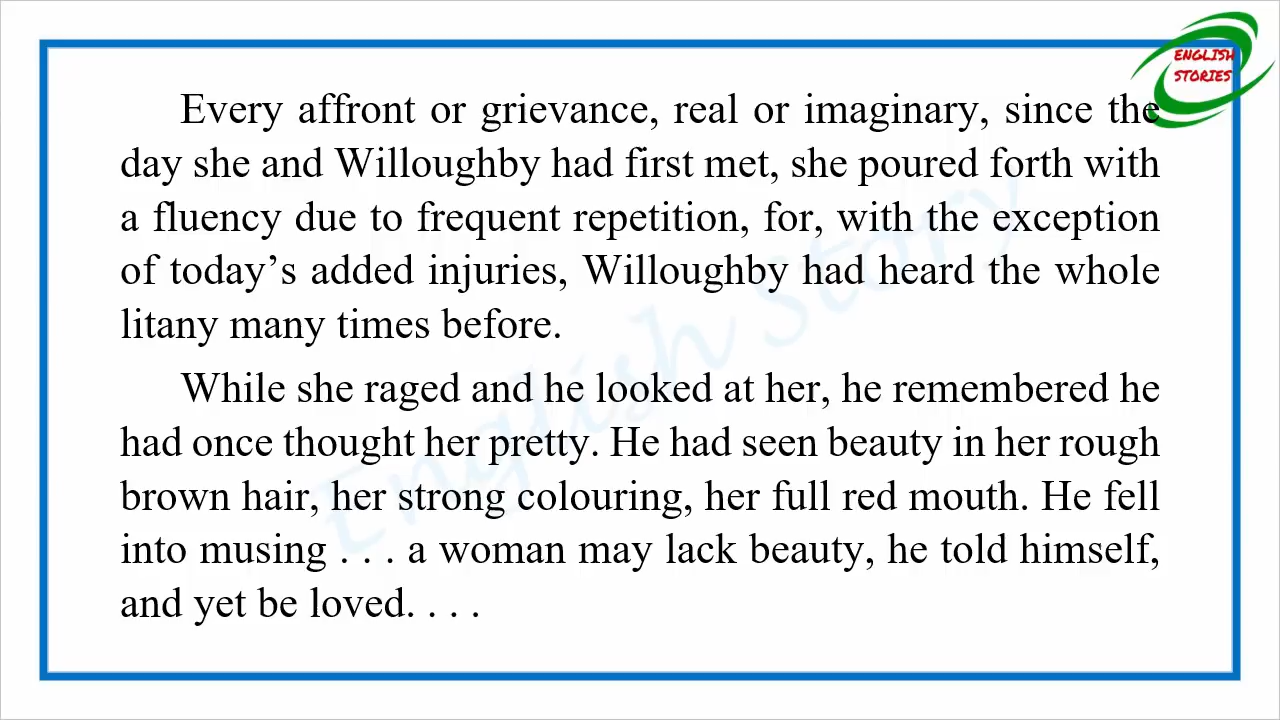 ENGLISH
STORIES
Every affront or grievance, real or imaginary, since the
day she and Willoughby had first met, she poured forth with
a fluency due to frequent repetition, for, with the exception
of today’s added injuries, Willoughby had heard the whole
litany many times before.
While she raged and he looked at her, he remembered he
had once thought her pretty. He had seen beauty in her rough
brown hair, her strong colouring, her full red mouth. He fell
into musing . . . a woman may lack beauty, he told himself,
and yet be loved. . . .
English Story